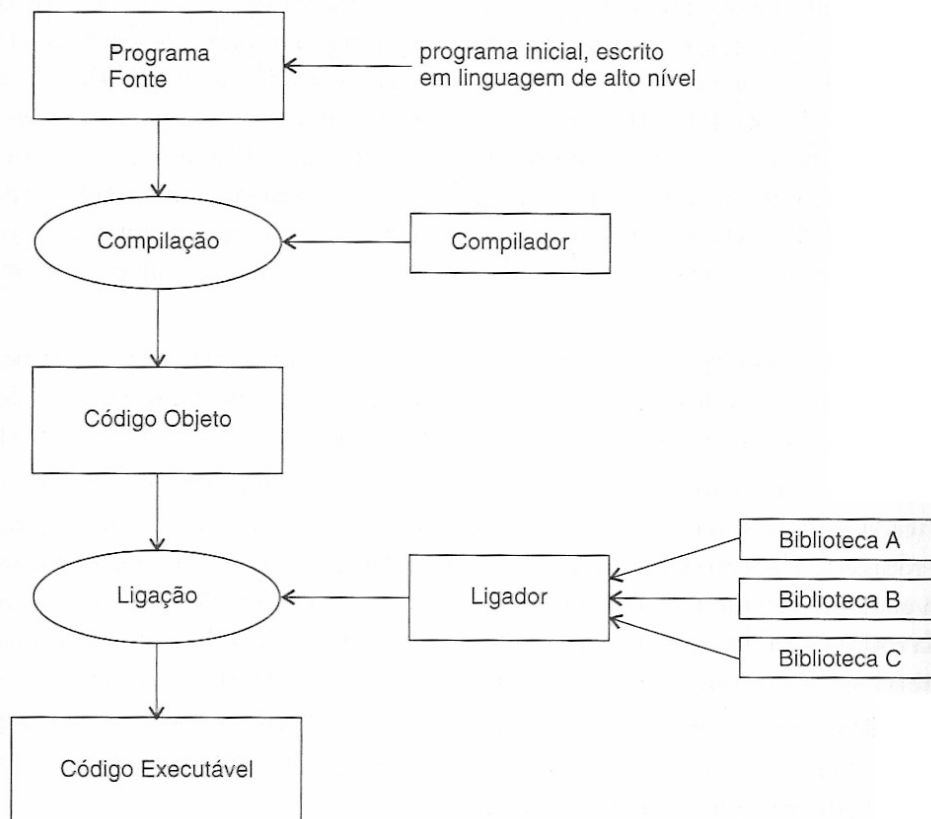 Programa
Fonte
programa inicial, escrito
em linguagem de alto nível
Compilação
Compilador
Código Objeto
Biblioteca A
Ligação
Ligador
Biblioteca B
Biblioteca C
Código Executável